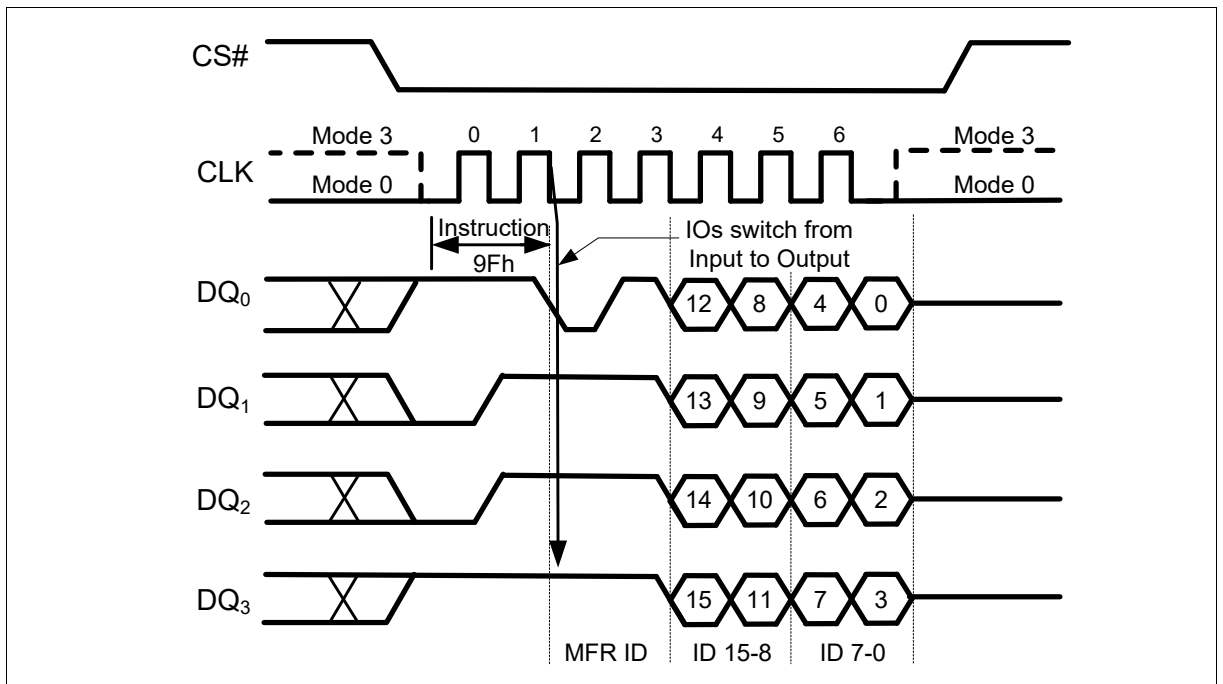 CS#
CLK
Mode 3
Mode 0
0 1 2 3 4 5 6
Mode 3
Mode 0
Instruction
9Fh
IOs switch from
Input to Output
DQ₀
12 8 4 0
DQ₁
13 9 5 1
DQ₂
14 10 6 2
DQ₃
15 11 7 3
MFR ID
ID 15-8
ID 7-0